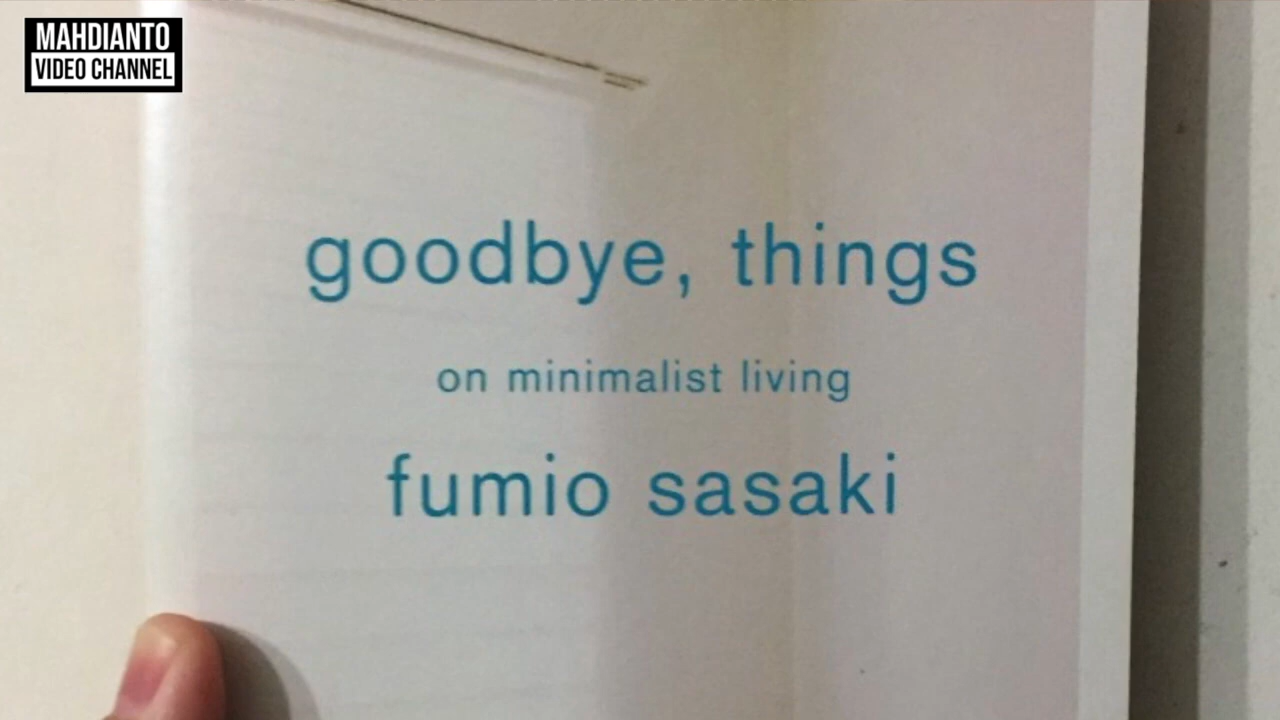 MAHDIANTO
VIDEO CHANNEL
goodbye, things
on minimalist living
fumio sasaki